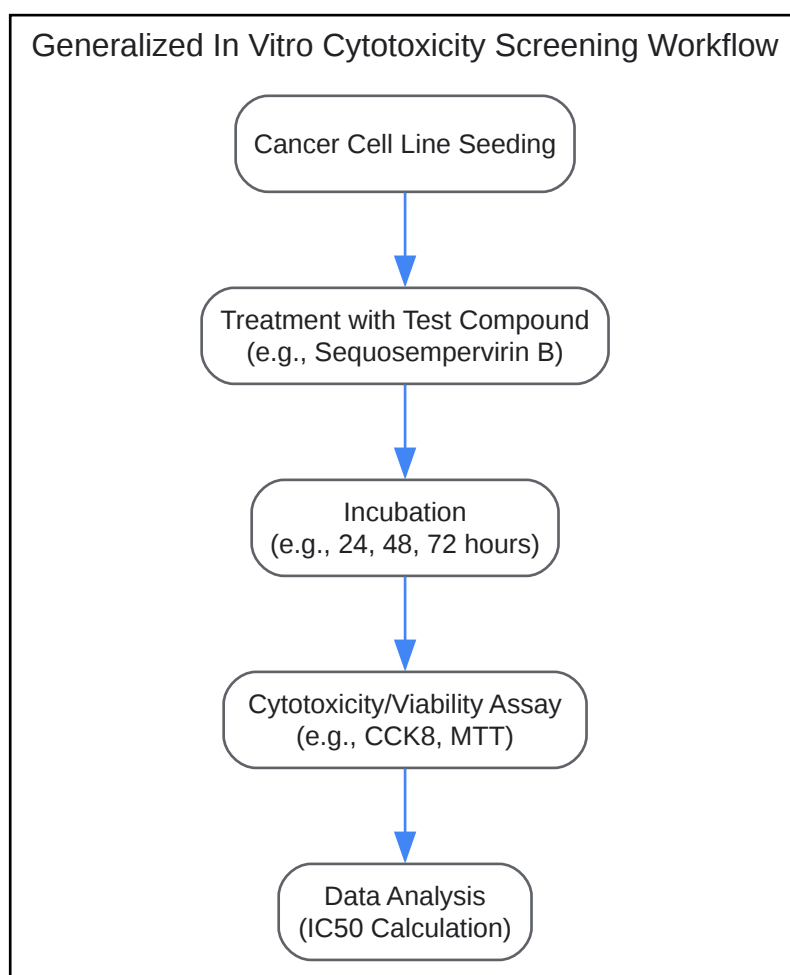 Generalized In Vitro Cytotoxicity Screening Workflow
Cancer Cell Line Seeding
Treatment with Test Compound
(e.g., Sequosempervirin B)
Incubation
(e.g., 24, 48, 72 hours)
Cytotoxicity/Viability Assay
(e.g., CCK8, MTT)
Data Analysis
(IC50 Calculation)